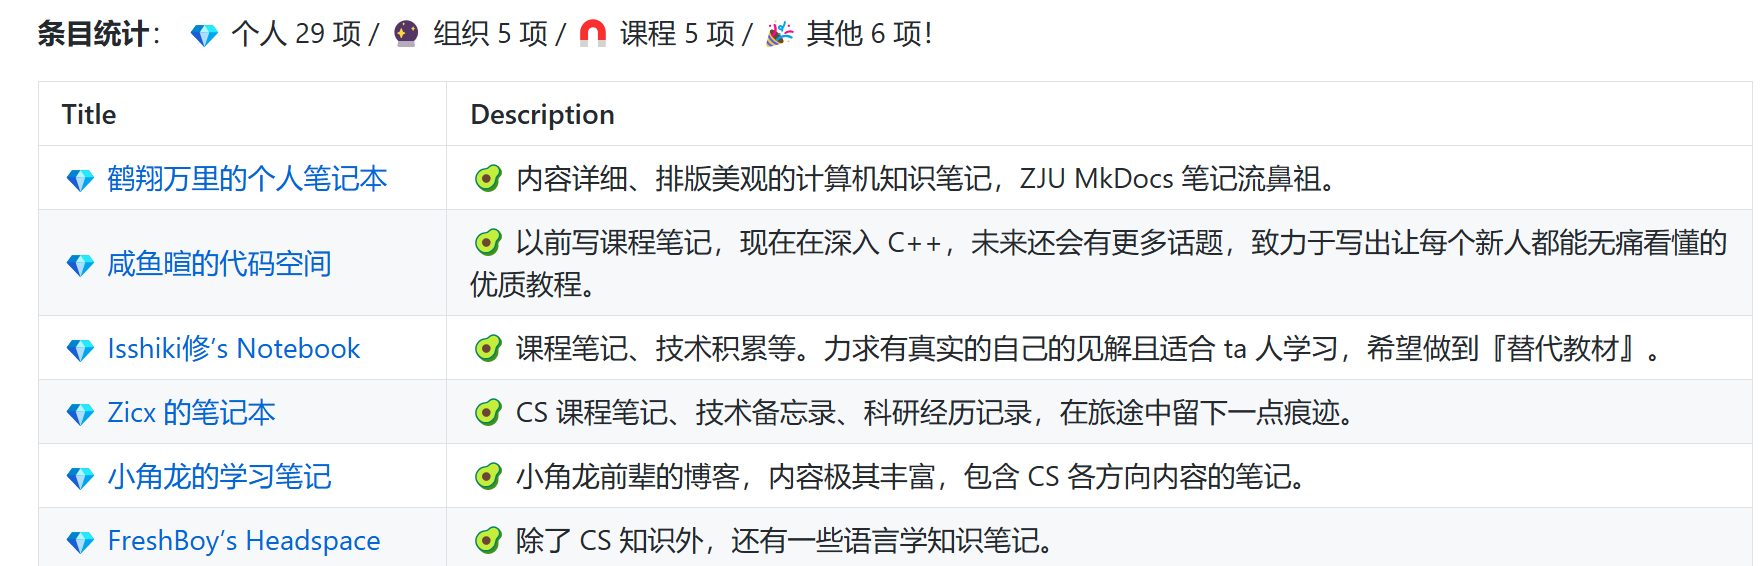 条目统计： 💎 个人 29 项 / 🔮 组织 5 项 / 🧲 课程 5 项 / 🎉 其他 6 项！
Title Description
💎 鹤翔万里的个人笔记本 🥑 内容详细、排版美观的计算机知识笔记，ZJU MkDocs 笔记流鼻祖。
💎 咸鱼暄的代码空间 🥑 以前写课程笔记，现在在深入 C++，未来还会有更多话题，致力于写出让每个新人都能无痛看懂的
优质教程。
💎 Isshiki修’s Notebook 🥑 课程笔记、技术积累等。力求有真实的自己的见解且适合 ta 人学习，希望做到『替代教材』。
💎 Zicx 的笔记本 🥑 CS 课程笔记、技术备忘录、科研经历记录，在旅途中留下一点痕迹。
💎 小角龙的学习笔记 🥑 小角龙前辈的博客，内容极其丰富，包含 CS 各方向内容的笔记。
💎 FreshBoy’s Headspace 🥑 除了 CS 知识外，还有一些语言学知识笔记。